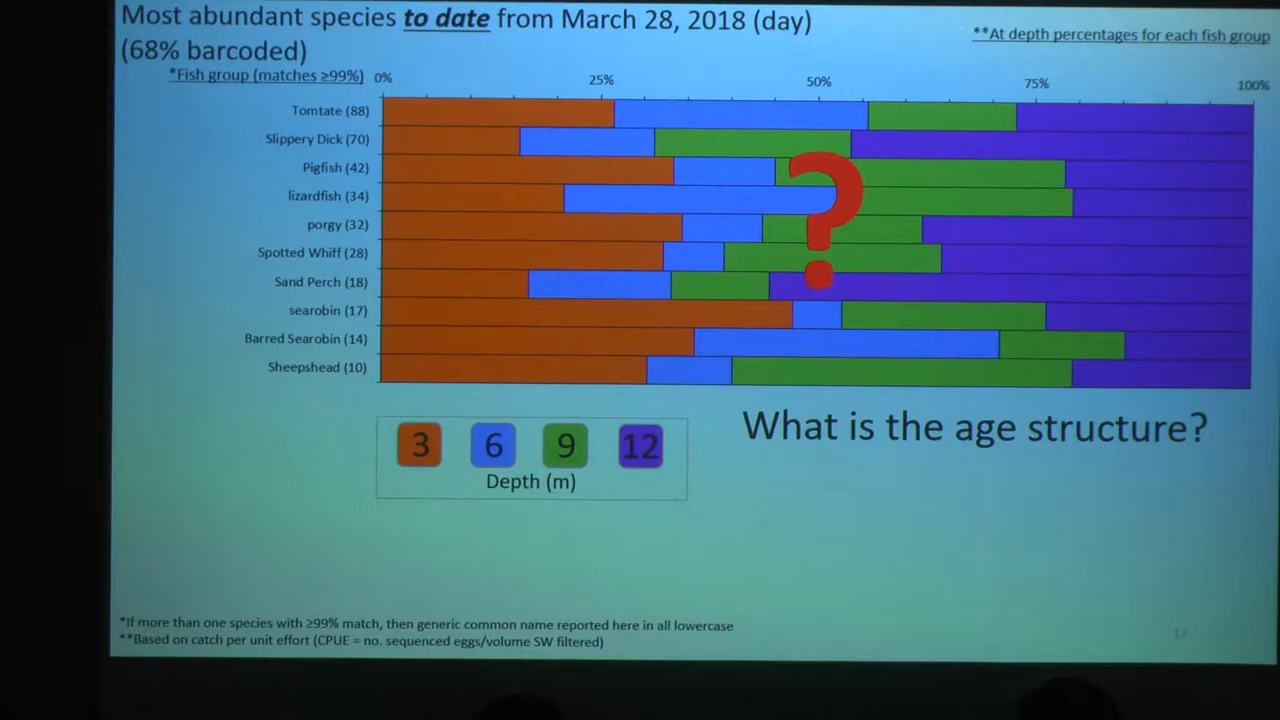 Most abundant species to date from March 28, 2018 (day)
(68% barcoded)
**At depth percentages for each fish group
*Fish group (matches ≥99%)
0% 25% 50% 75% 100%
Tomtate (88)
Slippery Dick (70)
Pigfish (42)
lizardfish (34)
porgy (32)
Spotted Whiff (28)
Sand Perch (18)
searobin (17)
Barred Searobin (14)
Sheepshead (10)
?
3 6 9 12
Depth (m)
What is the age structure?
*If more than one species with ≥99% match, then generic common name reported here in all lowercase
**Based on catch per unit effort (CPUE = no. sequenced eggs/volume SW filtered)